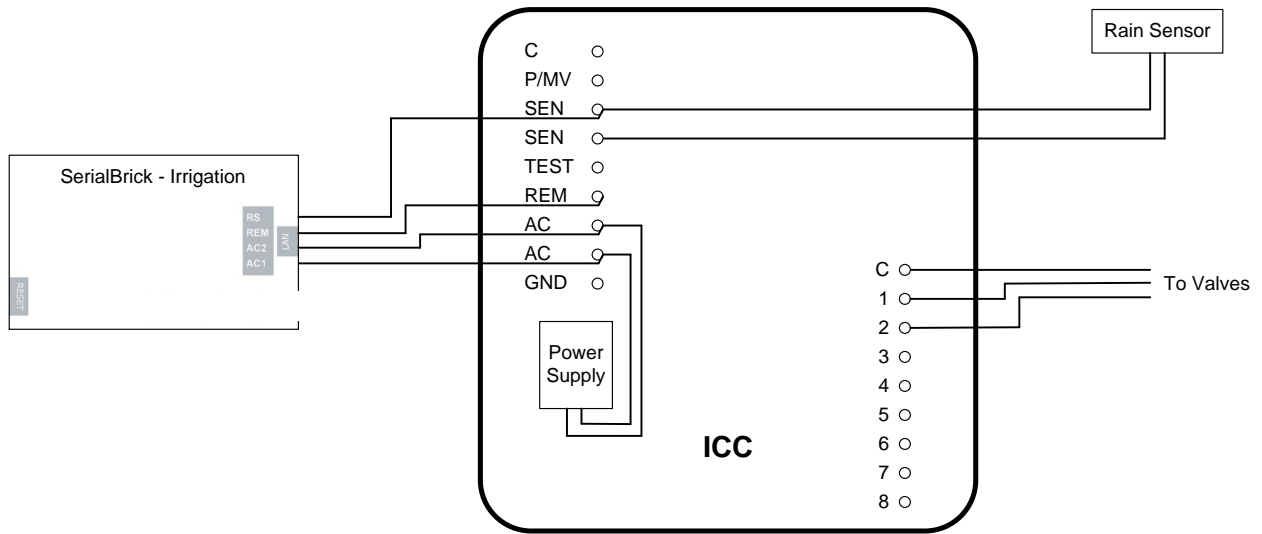 Rain Sensor
C
P/MV
SEN
SEN
TEST
REM
AC
AC
GND
SerialBrick - Irrigation
RS
REM
AC2
AC1
LAN
RESET
Power
Supply
ICC
C
1
2
3
4
5
6
7
8
To Valves